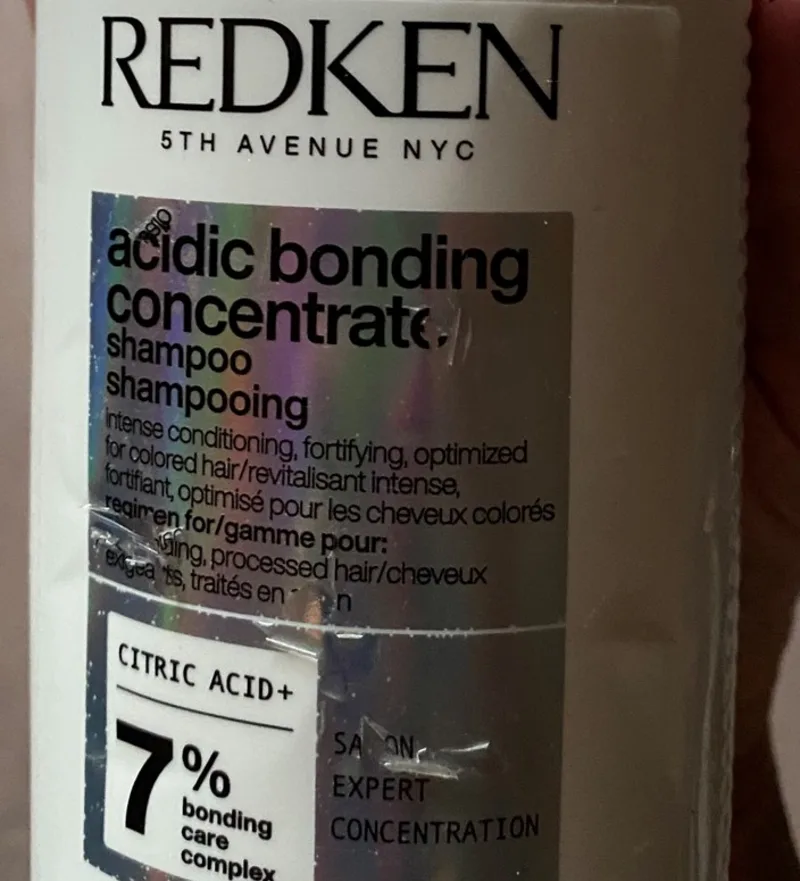 REDKEN
5TH AVENUE NYC
acidic bonding
concentrate
shampoo
shampooing
intense conditioning, fortifying, optimized
for colored hair/revitalisant intense,
fortifiant, optimisé pour les cheveux colorés
regimen for/gamme pour:
processed hair/cheveux
traités en
CITRIC ACID+
7%
bonding
care
complex
SALON
EXPERT
CONCENTRATION